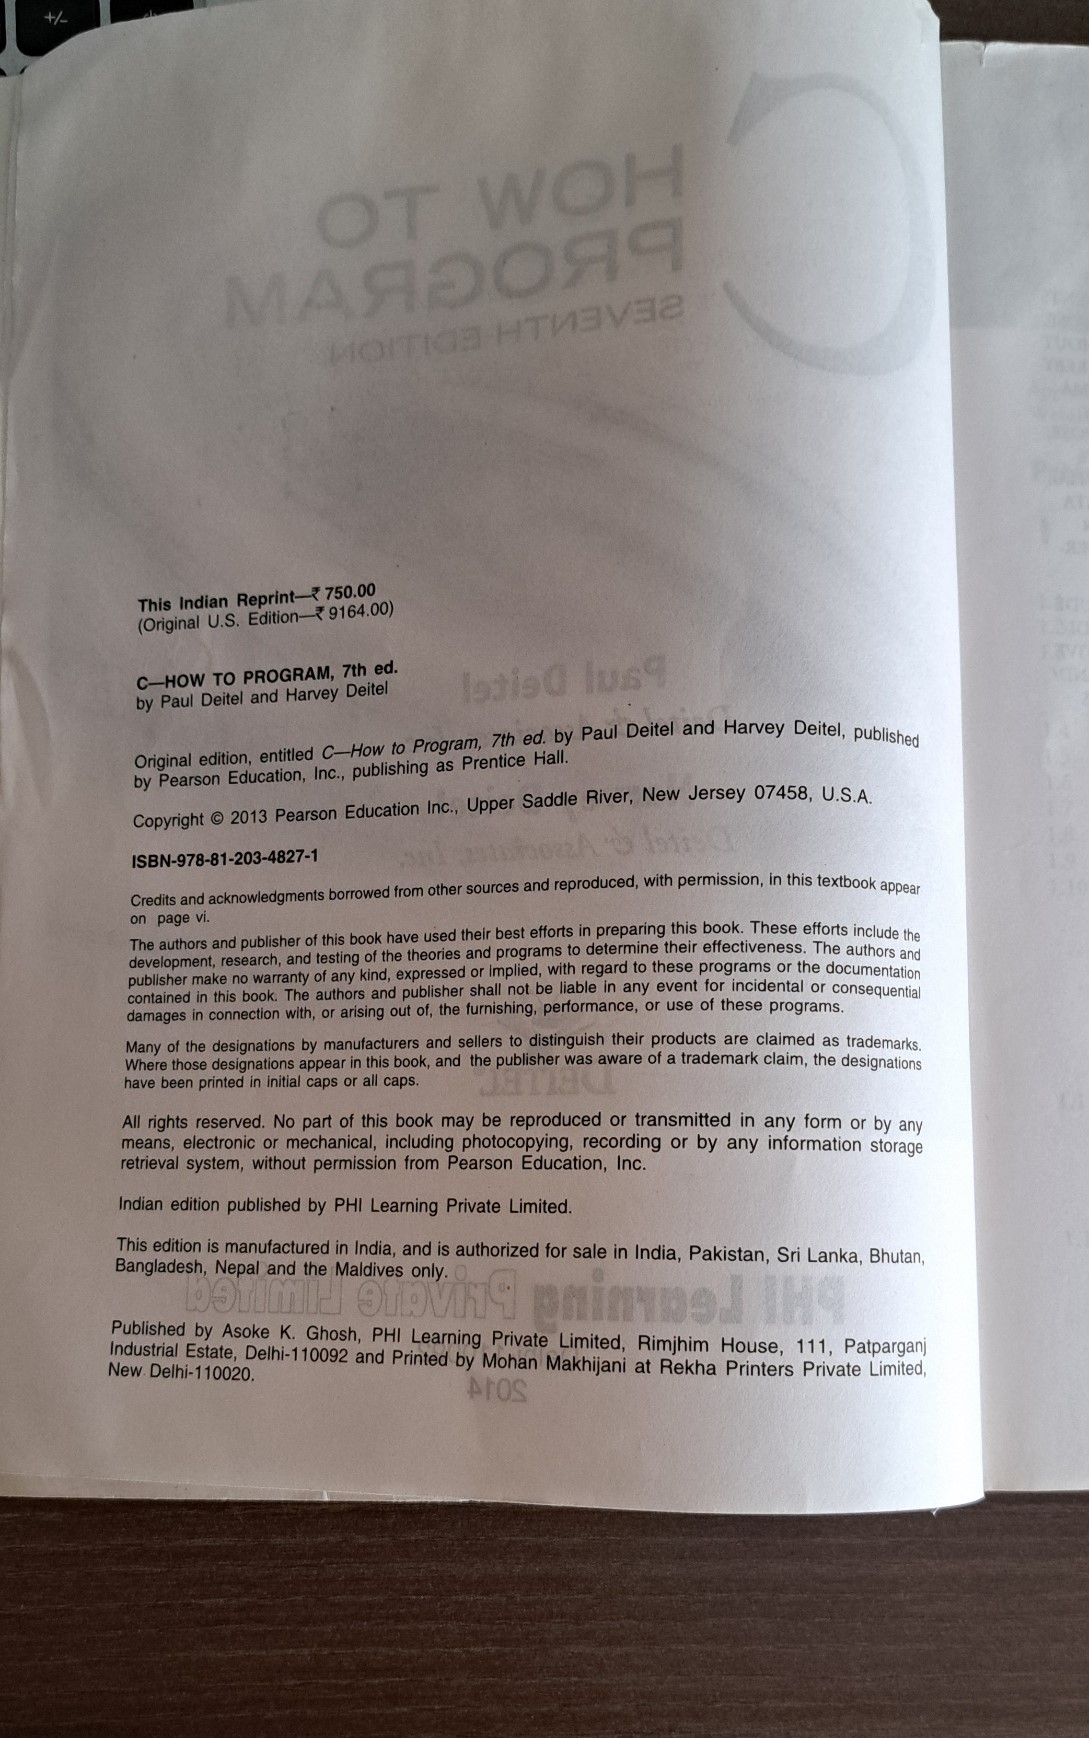 +/-
HOW TO
PROGRAM
SEVENTH EDITION
This Indian Reprint—₹ 750.00
(Original U.S. Edition—₹ 9164.00)
C—HOW TO PROGRAM, 7th ed.
by Paul Deitel and Harvey Deitel
Paul Deitel
Original edition, entitled C—How to Program, 7th ed. by Paul Deitel and Harvey Deitel, published
by Pearson Education, Inc., publishing as Prentice Hall.
Copyright © 2013 Pearson Education Inc., Upper Saddle River, New Jersey 07458, U.S.A.
Deitel & Associates, Inc.
ISBN-978-81-203-4827-1
Credits and acknowledgments borrowed from other sources and reproduced, with permission, in this textbook appear
on page vi.
The authors and publisher of this book have used their best efforts in preparing this book. These efforts include the
development, research, and testing of the theories and programs to determine their effectiveness. The authors and
publisher make no warranty of any kind, expressed or implied, with regard to these programs or the documentation
contained in this book. The authors and publisher shall not be liable in any event for incidental or consequential
damages in connection with, or arising out of, the furnishing, performance, or use of these programs.
Many of the designations by manufacturers and sellers to distinguish their products are claimed as trademarks.
Where those designations appear in this book, and the publisher was aware of a trademark claim, the designations
have been printed in initial caps or all caps.
DEITEL
All rights reserved. No part of this book may be reproduced or transmitted in any form or by any
means, electronic or mechanical, including photocopying, recording or by any information storage
retrieval system, without permission from Pearson Education, Inc.
Indian edition published by PHI Learning Private Limited.
This edition is manufactured in India, and is authorized for sale in India, Pakistan, Sri Lanka, Bhutan,
Bangladesh, Nepal and the Maldives only.
PHI Learning Private Limited
Published by Asoke K. Ghosh, PHI Learning Private Limited, Rimjhim House, 111, Patparganj
Industrial Estate, Delhi-110092 and Printed by Mohan Makhijani at Rekha Printers Private Limited,
New Delhi-110020.
2014